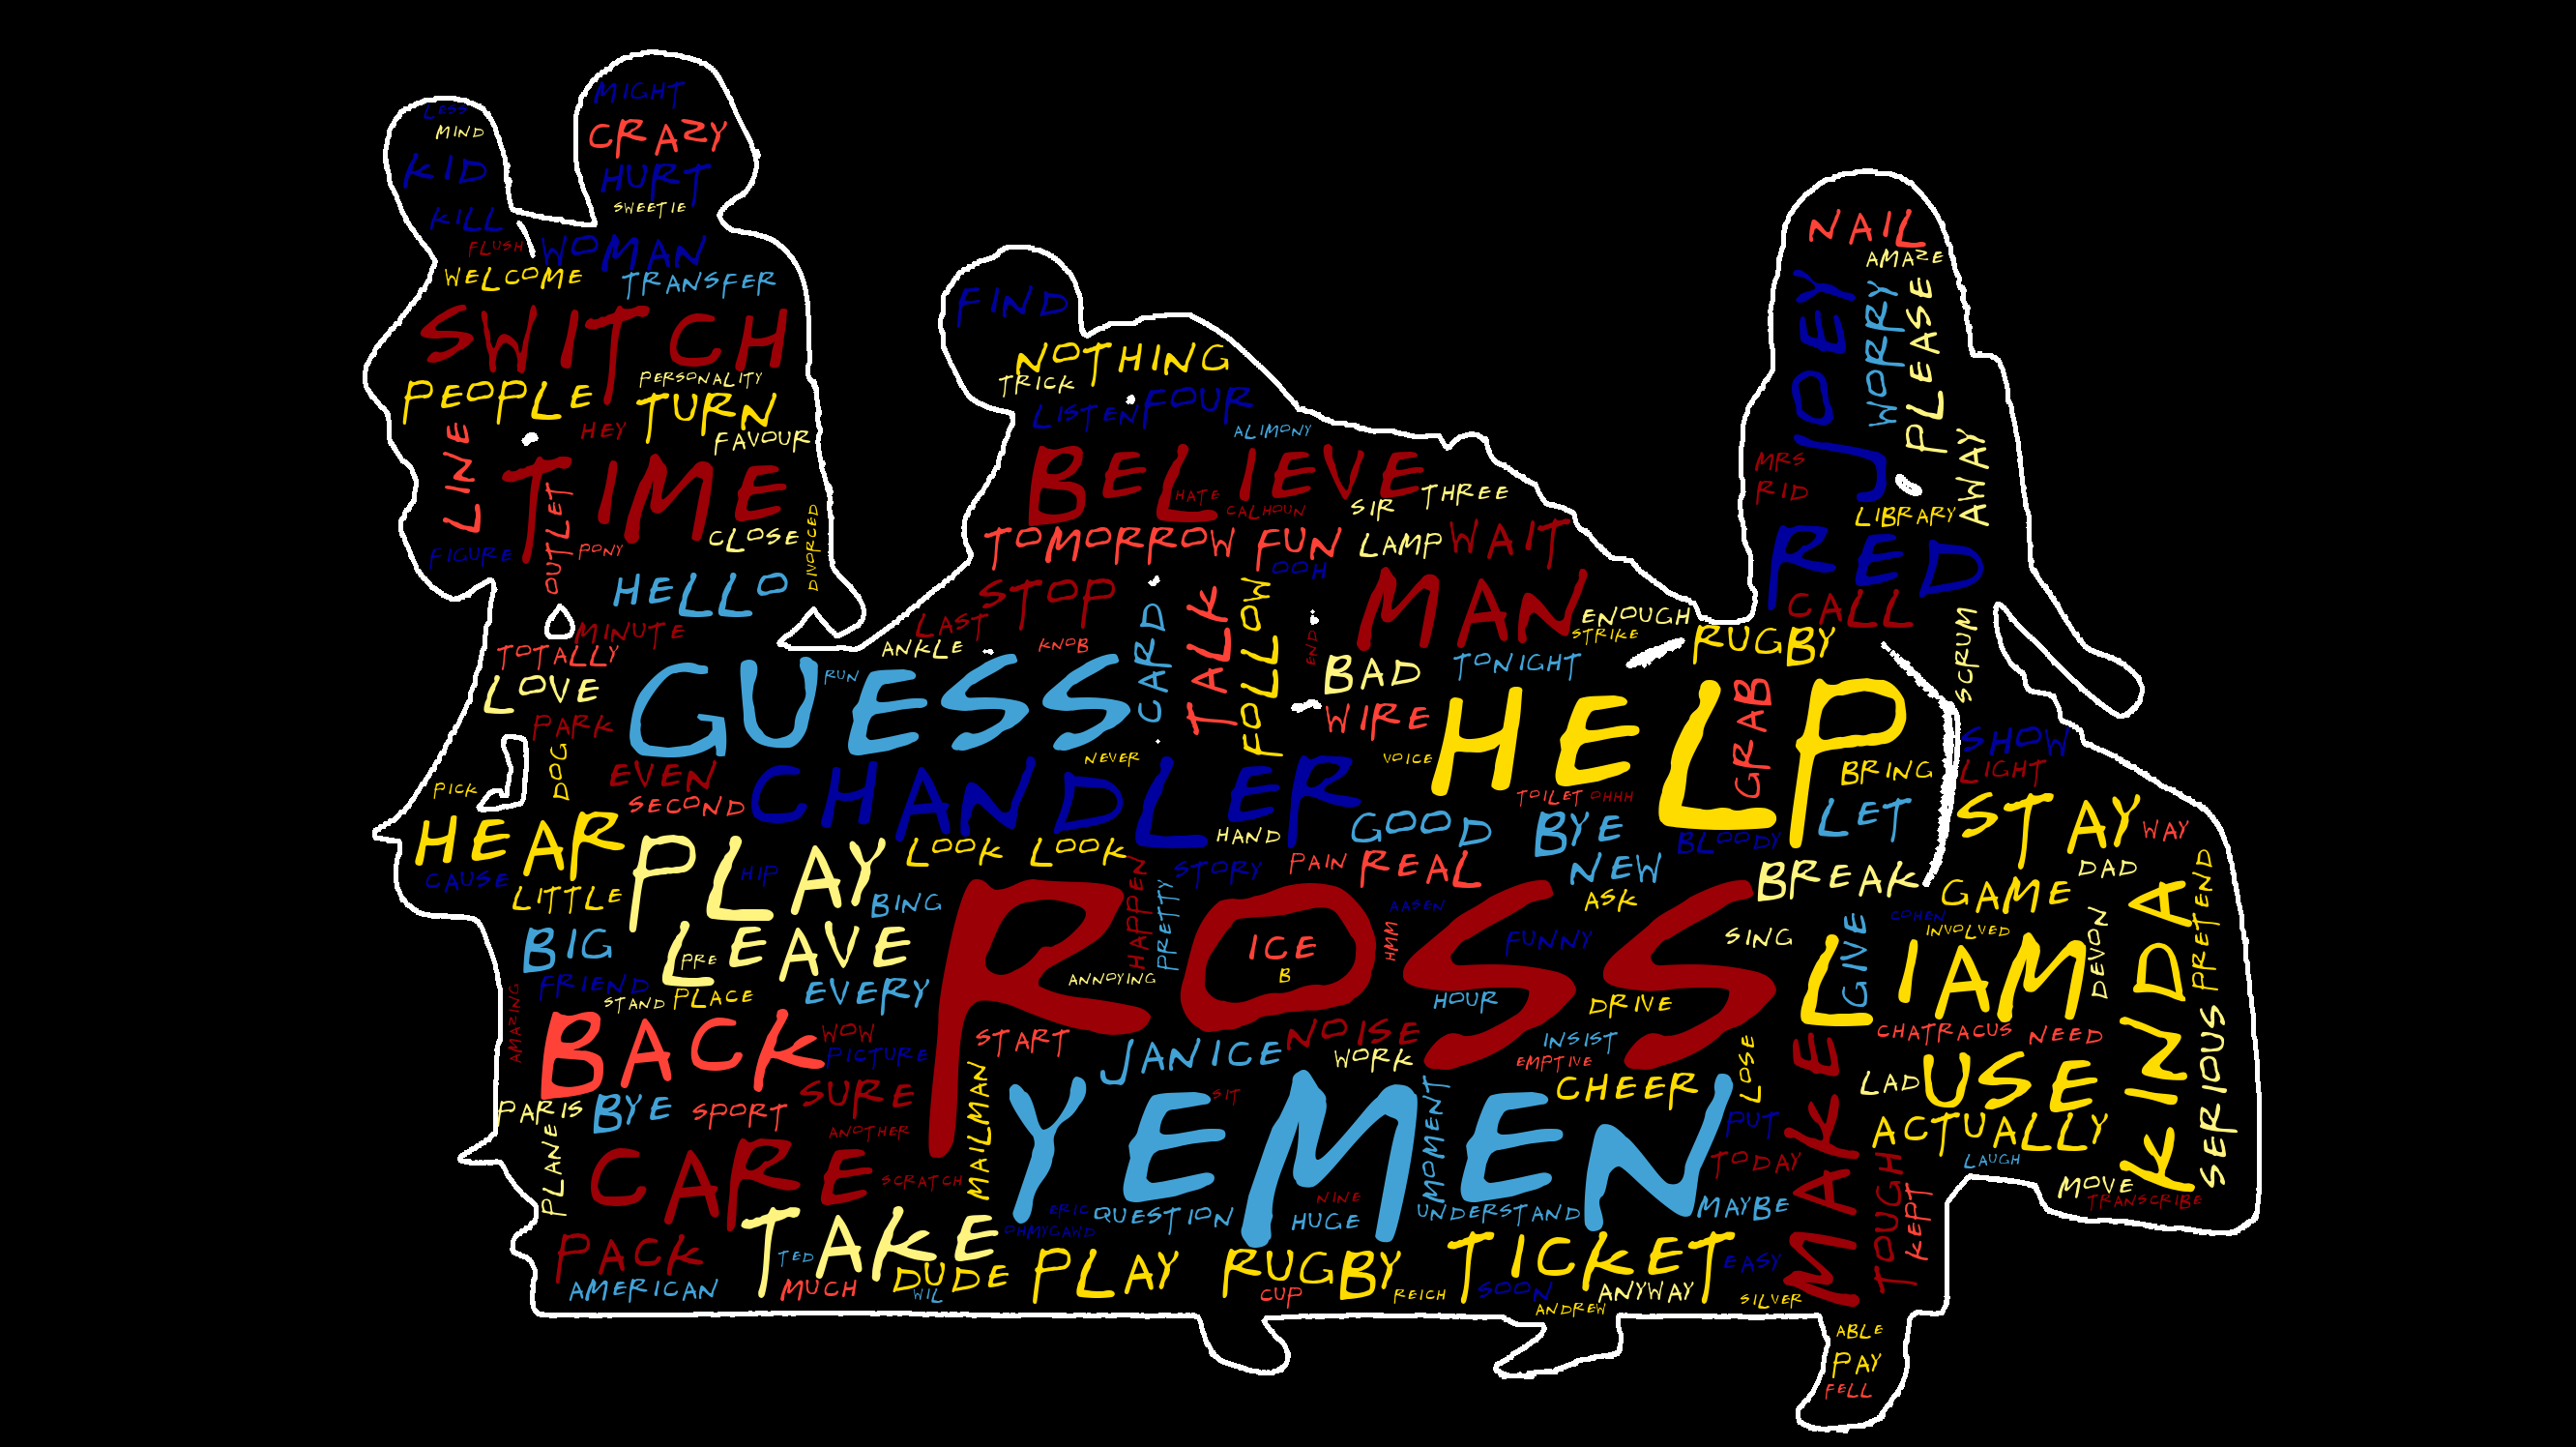 LESS
MIND
KID
KILL
FLUSH
WELCOME
MIGHT
CRAZY
HURT
SWEETIE
WOMAN
TRANSFER
SWITCH
PEOPLE
PERSONALITY
TURN
HEY
FAVOUR
LINE
TIME
OUTLET
FIGURE
PONY
CLOSE
DIVORCED
HELLO
MINUTE
TOTALLY
LOVE
PARK
DOG
PICK
FIND
NOTHING
TRICK
LISTEN
FOUR
ALIMONY
BELIEVE
HATE
CALHOUN
SIR
THREE
TOMORROW
FUN
LAMP
WAIT
OOH
STOP
LAST
ANKLE
KNOB
CARD
TALK
FOLLOW
END
MAN
ENOUGH
STRIKE
BAD
TONIGHT
WIRE
NAIL
AMAZE
JOEY
WORRY
PLEASE
AWAY
MRS
RID
LIBRARY
RED
CALL
RUGBY
SCRUM
GUESS
RUN
NEVER
VOICE
HELP
GRAB
BRING
LET
SHOW
LIGHT
EVEN
SECOND
CHANDLER
HAND
TOILET
OHHH
GOOD
BYE
BLOODY
STAY
WAY
HEAR
CAUSE
LITTLE
PLAY
HIP
LOOK
LOOK
BING
HAPPEN
PRETTY
STORY
PAIN
REAL
NEW
ASK
BREAK
GAME
DAD
BIG
FRIEND
LEAVE
PRE
STAND
PLACE
EVERY
ROSS
ANNOYING
ICE
B
HMM
AASEN
FUNNY
HOUR
DRIVE
SING
GIVE
COHEN
INVOLVED
LIAM
DEVON
KINDA
PRETEND
SERIOUS
AMAZING
BACK
WOW
PICTURE
START
JANICE
NOISE
WORK
INSIST
EMPTIVE
LOSE
CHATRACUS
NEED
PARIS
BYE
SPORT
SURE
ANOTHER
MAILMAN
YEMEN
SIT
MOMENT
CHEER
PUT
MAKE
LAD
USE
ACTUALLY
LAUGH
PLANE
CARE
SCRATCH
ERIC
OHMYGAWD
QUESTION
NINE
HUGE
UNDERSTAND
TODAY
MAYBE
TOUGH
KEPT
MOVE
TRANSCRIBE
PACK
AMERICAN
TAKE
TED
MUCH
DUDE
WIL
PLAY
RUGBY
CUP
REICH
TICKET
SOON
ANDREW
ANYWAY
EASY
SILVER
ABLE
PAY
FELL